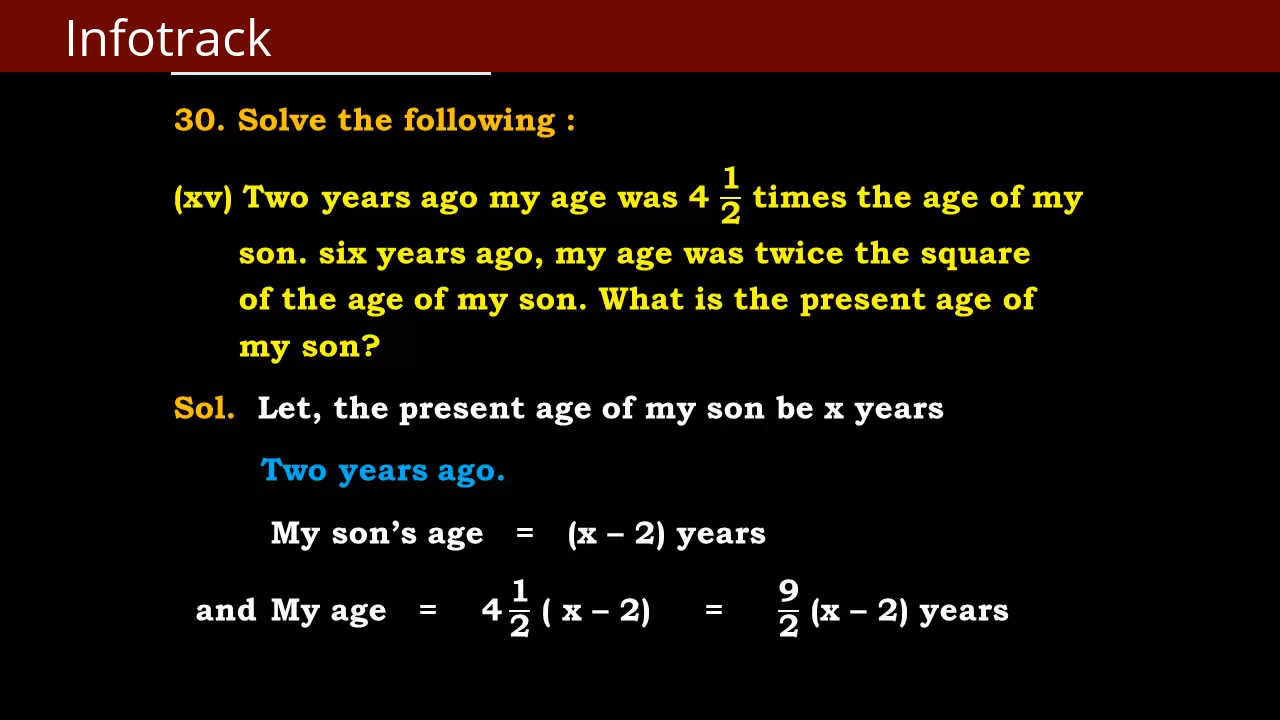 Infotrack
30. Solve the following :
(xv) Two years ago my age was 4 1/2 times the age of my
son. six years ago, my age was twice the square
of the age of my son. What is the present age of
my son?
Sol. Let, the present age of my son be x years
Two years ago.
My son’s age = (x – 2) years
and My age = 4 1/2 ( x – 2) = 9/2 (x – 2) years